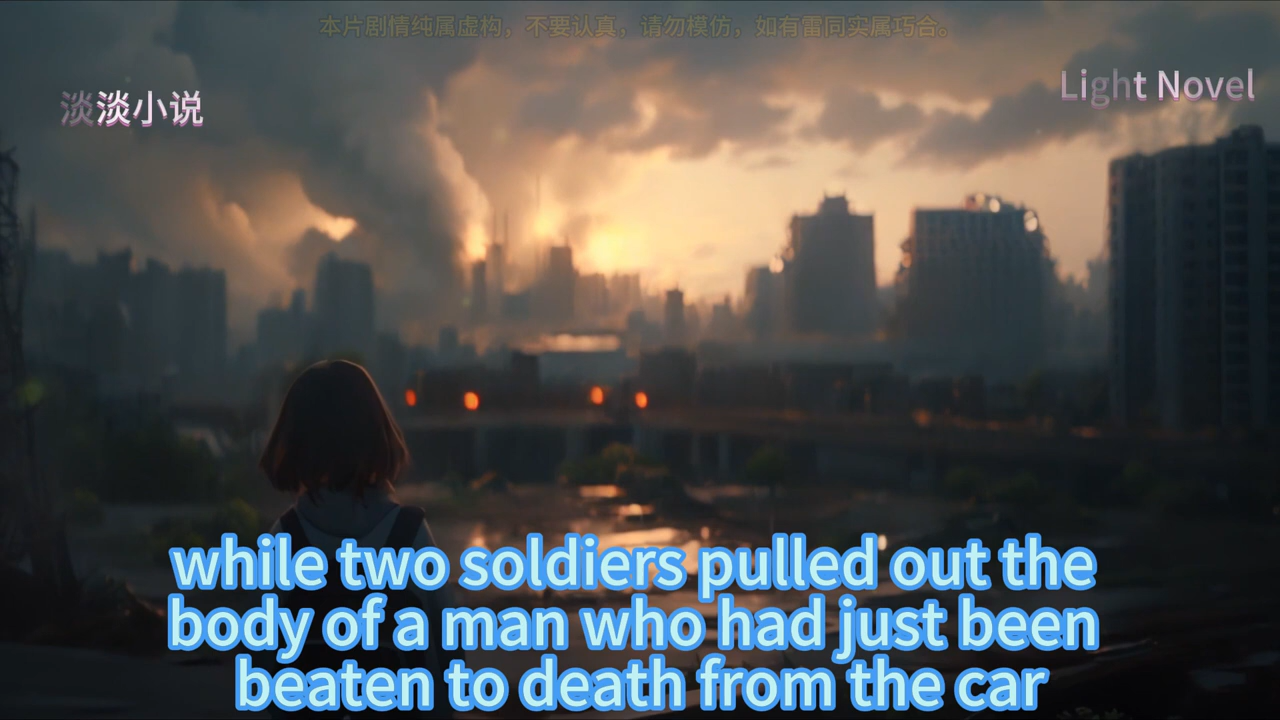 本片剧情纯属虚构，不要认真，请勿模仿，如有雷同实属巧合。
淡淡小说
Light Novel
while two soldiers pulled out the
body of a man who had just been
beaten to death from the car